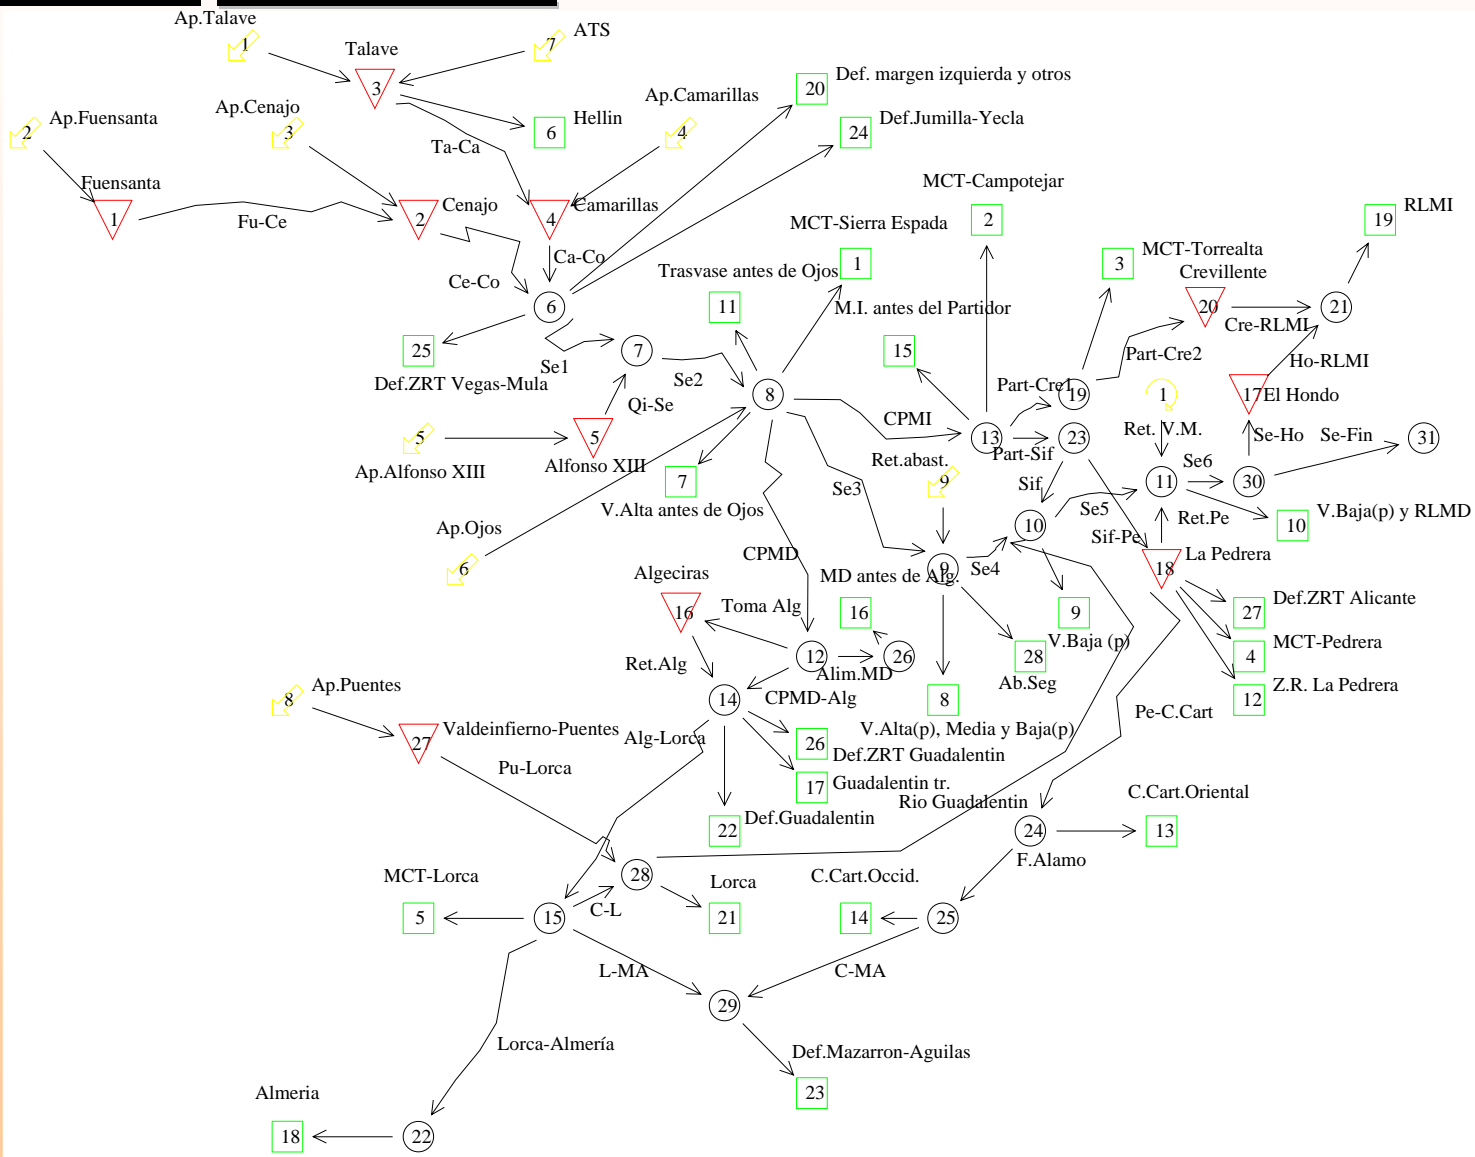 Ap.Talave
1
7
ATS
Talave
3
Def. margen izquierda y otros
20
Ap.Fuensanta
2
Ap.Cenajo
3
Ap.Camarillas
4
Hellin
6
Def.Jumilla-Yecla
24
Ta-Ca
Fuensanta
1
Fu-Ce
Cenajo
2
Camarillas
4
MCT-Campotejar
2
RLMI
19
Ce-Co
Ca-Co
MCT-Sierra Espada
1
MCT-Torrealta
3
Crevillente
20
Trasvase antes de Ojos
11
M.I. antes del Partidor
15
6
21
Cre-RLMI
25
Def.ZRT Vegas-Mula
Se1
7
Se2
Part-Cre2
Ho-RLMI
Part-Cre1
19
8
CPMI
1
Ret. V.M.
17
El Hondo
Qi-Se
5
Ap.Alfonso XIII
5
Alfonso XIII
13
Part-Sif
23
Se-Ho
Se-Fin
31
7
V.Alta antes de Ojos
Ret.abast.
9
Sif
11
Se6
30
Se3
10
Se5
Ret.Pe
10
V.Baja(p) y RLMD
Ap.Ojos
6
CPMD
Sif-Pe
9
Se4
La Pedrera
18
Algeciras
16
Toma Alg
MD antes de Alg.
16
9
V.Baja (p)
27
Def.ZRT Alicante
12
Alim.MD
26
28
Ab.Seg
4
MCT-Pedrera
Ret.Alg
14
CPMD-Alg
8
V.Alta(p), Media y Baja(p)
12
Z.R. La Pedrera
Ap.Puentes
8
27
Valdeinfierno-Puentes
Alg-Lorca
Pe-C.Cart
26
Def.ZRT Guadalentin
Pu-Lorca
17
Guadalentin tr.
Rio Guadalentin
22
Def.Guadalentin
24
C.Cart.Oriental
13
F.Alamo
MCT-Lorca
5
28
Lorca
21
C.Cart.Occid.
14
25
15
C-L
L-MA
C-MA
29
Lorca-Almería
Def.Mazarron-Aguilas
23
Almeria
18
22